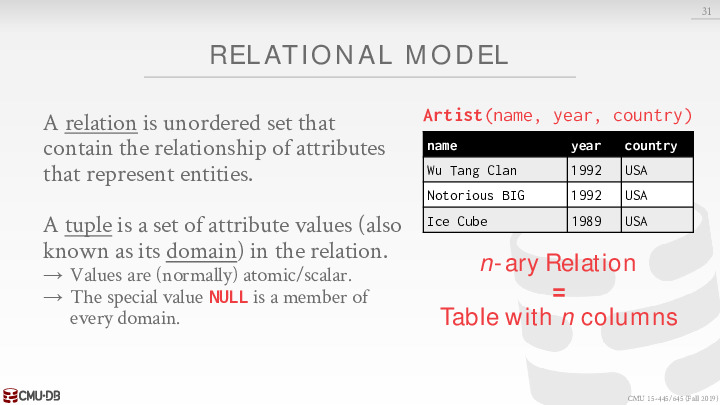 31
RELATIONAL MODEL
A relation is unordered set that
contain the relationship of attributes
that represent entities.
A tuple is a set of attribute values (also
known as its domain) in the relation.
→ Values are (normally) atomic/scalar.
→ The special value NULL is a member of
every domain.
Artist(name, year, country)
name year country
Wu Tang Clan 1992 USA
Notorious BIG 1992 USA
Ice Cube 1989 USA
n-ary Relation
=
Table with n columns
CMU·DB
CMU 15-445/645 (Fall 2019)